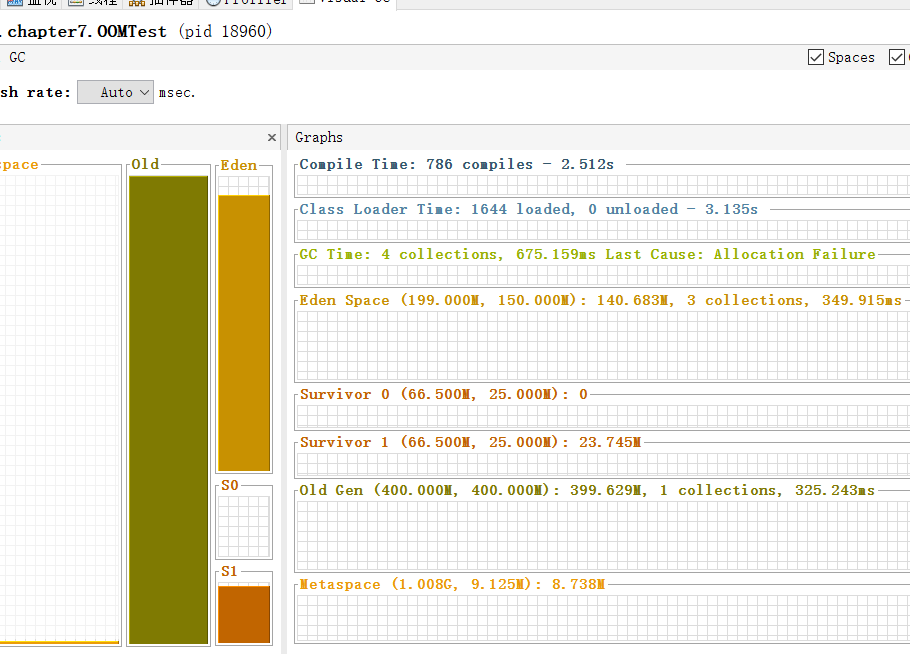 监视 线程 抽样器 Profiler Visual GC
.chapter7.OOMTest (pid 18960)
GC
Spaces
sh rate: Auto msec.
Graphs
space
Old
Eden
S0
S1
Compile Time: 786 compiles - 2.512s
Class Loader Time: 1644 loaded, 0 unloaded - 3.135s
GC Time: 4 collections, 675.159ms Last Cause: Allocation Failure
Eden Space (199.000M, 150.000M): 140.683M, 3 collections, 349.915ms
Survivor 0 (66.500M, 25.000M): 0
Survivor 1 (66.500M, 25.000M): 23.745M
Old Gen (400.000M, 400.000M): 399.629M, 1 collections, 325.243ms
Metaspace (1.008G, 9.125M): 8.738M